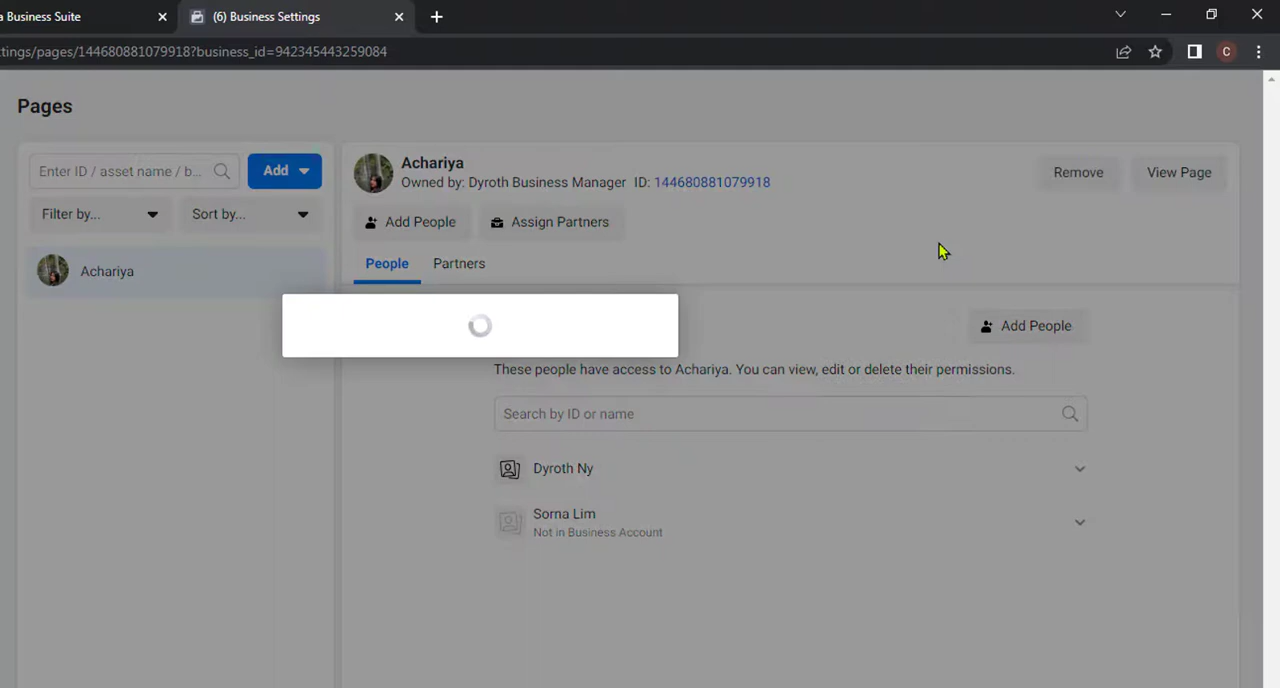 a Business Suite
(6) Business Settings
C
tings/pages/144680881079918?business_id=942345443259084
Pages
Enter ID / asset name / b...
Add
Filter by...
Sort by...
Achariya
Achariya
Owned by: Dyroth Business Manager ID: 144680881079918
Remove
View Page
Add People
Assign Partners
People
Partners
Add People
These people have access to Achariya. You can view, edit or delete their permissions.
Search by ID or name
Dyroth Ny
Sorna Lim
Not in Business Account